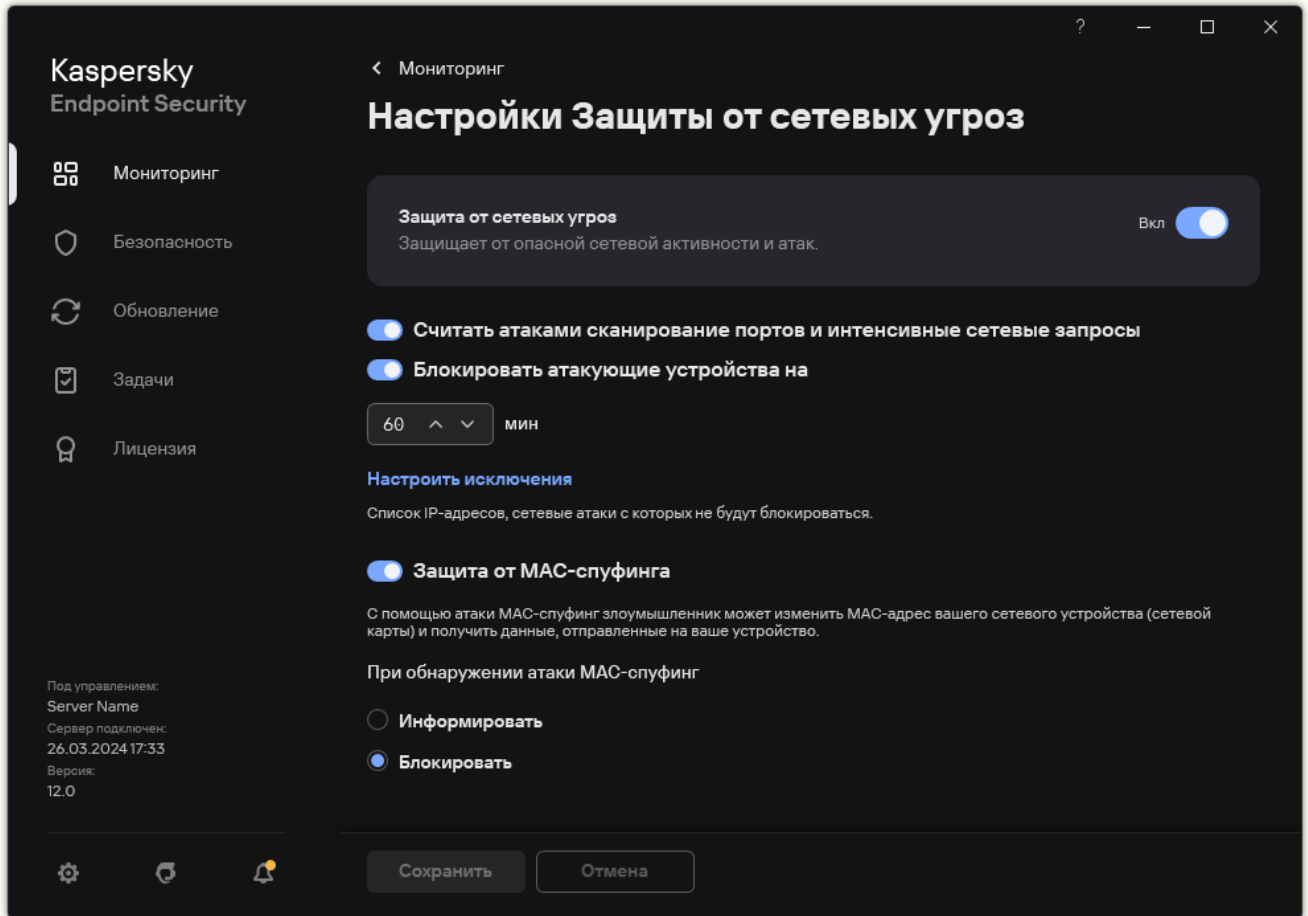 ?
Kaspersky
Endpoint Security
Мониторинг
Безопасность
Обновление
Задачи
Лицензия
Под управлением:
Server Name
Сервер подключен:
26.03.2024 17:33
Версия:
12.0
Мониторинг
Настройки Защиты от сетевых угроз
Защита от сетевых угроз
Защищает от опасной сетевой активности и атак.
Вкл
Считать атаками сканирование портов и интенсивные сетевые запросы
Блокировать атакующие устройства на
60 мин
Настроить исключения
Список IP-адресов, сетевые атаки с которых не будут блокироваться.
Защита от MAC-спуфинга
С помощью атаки MAC-спуфинг злоумышленник может изменить MAC-адрес вашего сетевого устройства (сетевой
карты) и получить данные, отправленные на ваше устройство.
При обнаружении атаки MAC-спуфинг
Информировать
Блокировать
Сохранить
Отмена